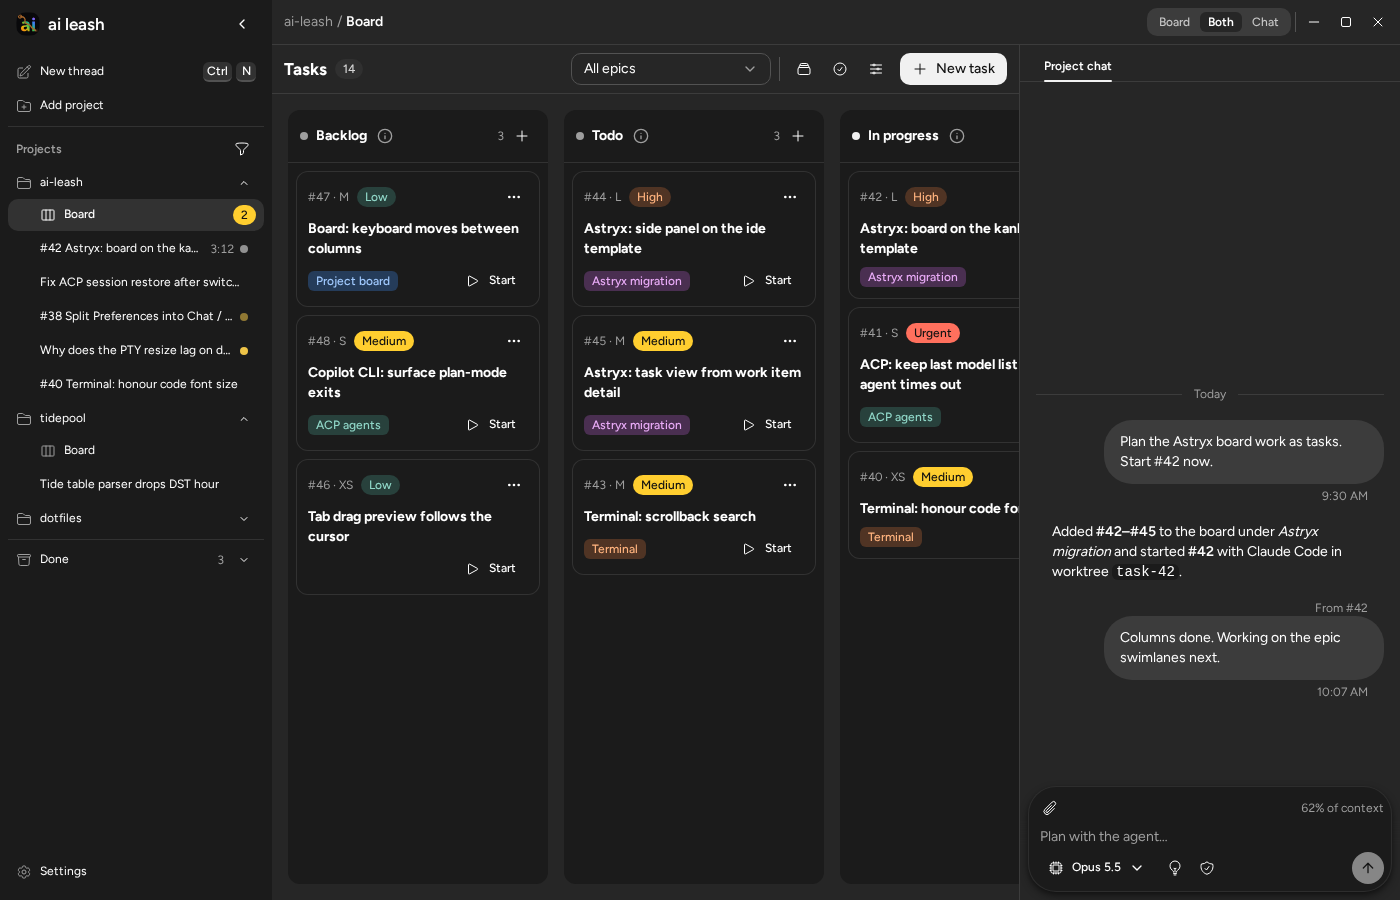 ai leash
New thread Ctrl N
Add project
Projects
ai-leash
Board 2
#42 Astryx: board on the ka... 3:12
Fix ACP session restore after switc...
#38 Split Preferences into Chat / ...
Why does the PTY resize lag on d...
#40 Terminal: honour code font size
tidepool
Board
Tide table parser drops DST hour
dotfiles
Done 3
Settings
ai-leash / Board
Board Both Chat
Tasks 14
All epics
New task
Backlog 3
#47 · M Low
Board: keyboard moves between
columns
Project board Start
#48 · S Medium
Copilot CLI: surface plan-mode
exits
ACP agents Start
#46 · XS Low
Tab drag preview follows the
cursor
Start
Todo 3
#44 · L High
Astryx: side panel on the ide
template
Astryx migration Start
#45 · M Medium
Astryx: task view from work item
detail
Astryx migration Start
#43 · M Medium
Terminal: scrollback search
Terminal Start
In progress
#42 · L High
Astryx: board on the kanl
template
Astryx migration
#41 · S Urgent
ACP: keep last model list
agent times out
ACP agents
#40 · XS Medium
Terminal: honour code fo
Terminal
Project chat
Today
Plan the Astryx board work as tasks.
Start #42 now.
9:30 AM
Added #42–#45 to the board under Astryx
migration and started #42 with Claude Code in
worktree task-42.
From #42
Columns done. Working on the epic
swimlanes next.
10:07 AM
62% of context
Plan with the agent...
Opus 5.5